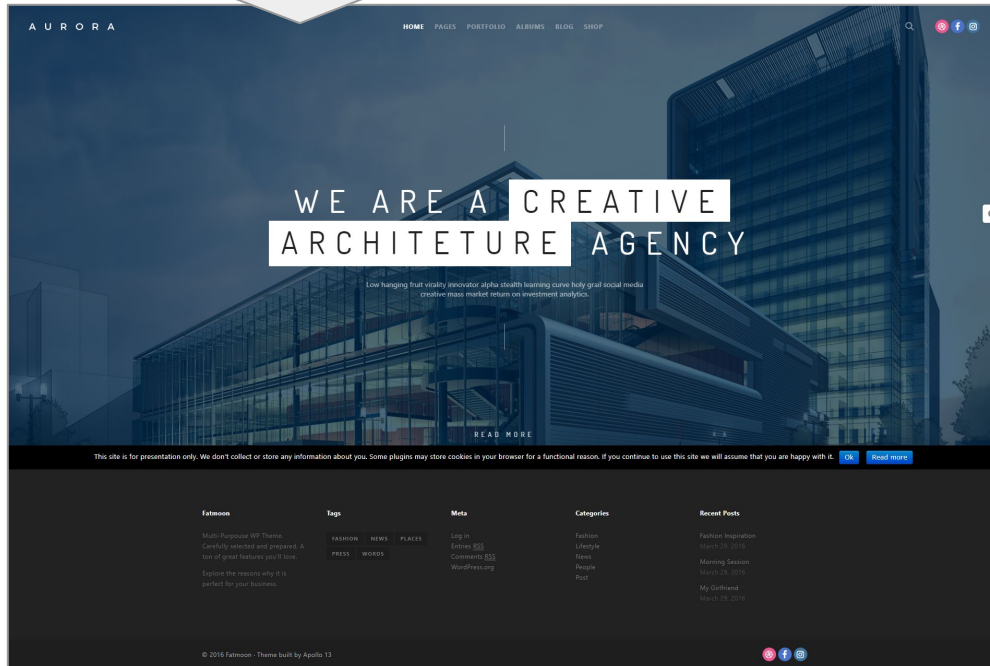 AURORA
HOME PAGES PORTFOLIO ALBUMS BLOG SHOP
WE ARE A CREATIVE
ARCHITETURE AGENCY
Low hanging fruit virality innovator alpha stealth learning curve holy grail social media
creative mass market return on investment analytics.
READ MORE
This site is for presentation only. We don't collect or store any information about you. Some plugins may store cookies in your browser for a functional reason. If you continue to use this site we will assume that you are happy with it. Ok Read more
Fatmoon
Multi-Purpouse WP Theme.
Carefully selected and prepared. A
ton of great features you'll love.
Explore the reasons why it is
perfect for your business.
Tags
FASHION NEWS PLACES
PRESS WORDS
Meta
Log in
Entries RSS
Comments RSS
WordPress.org
Categories
Fashion
Lifestyle
News
People
Post
Recent Posts
Fashion Inspiration
March 29, 2016
Morning Session
March 29, 2016
My Girlfriend
March 29, 2016
© 2016 Fatmoon - Theme built by Apollo 13